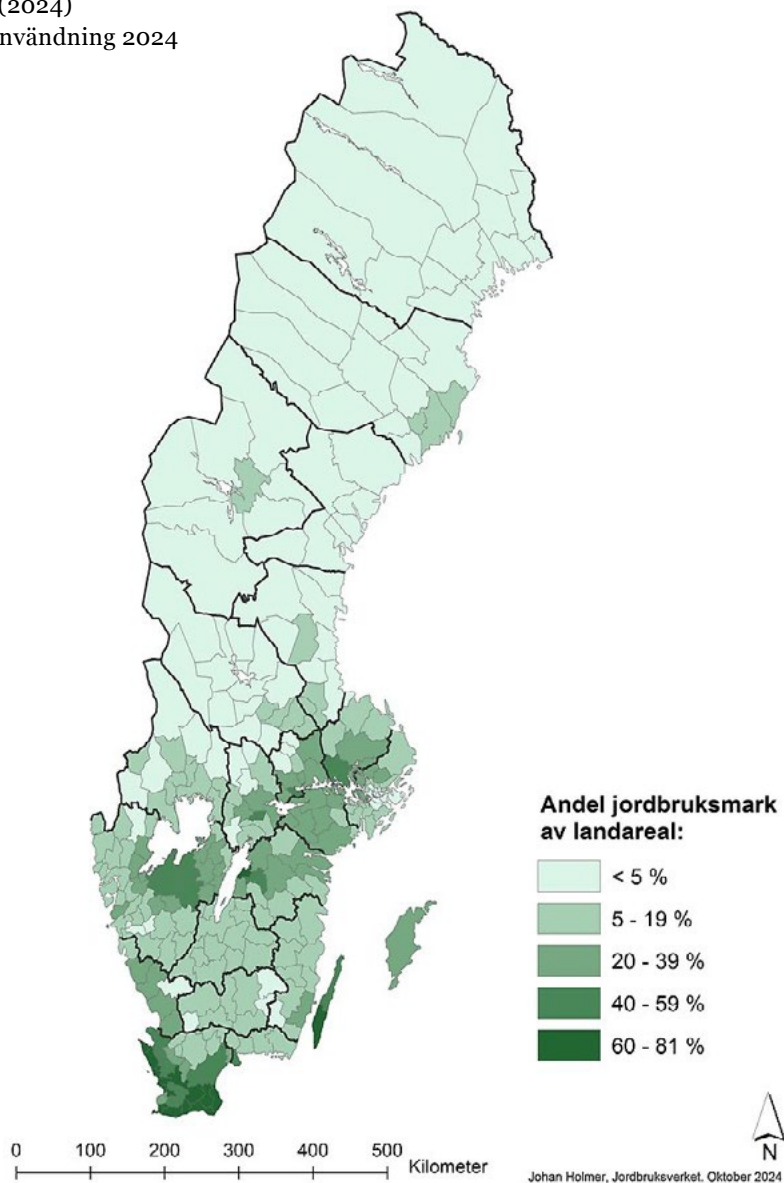 (2024)
nvändning 2024
Andel jordbruksmark
av landareal:
< 5 %
5 - 19 %
20 - 39 %
40 - 59 %
60 - 81 %
N
0 100 200 300 400 500
Kilometer
Johan Holmer, Jordbruksverket. Oktober 2024